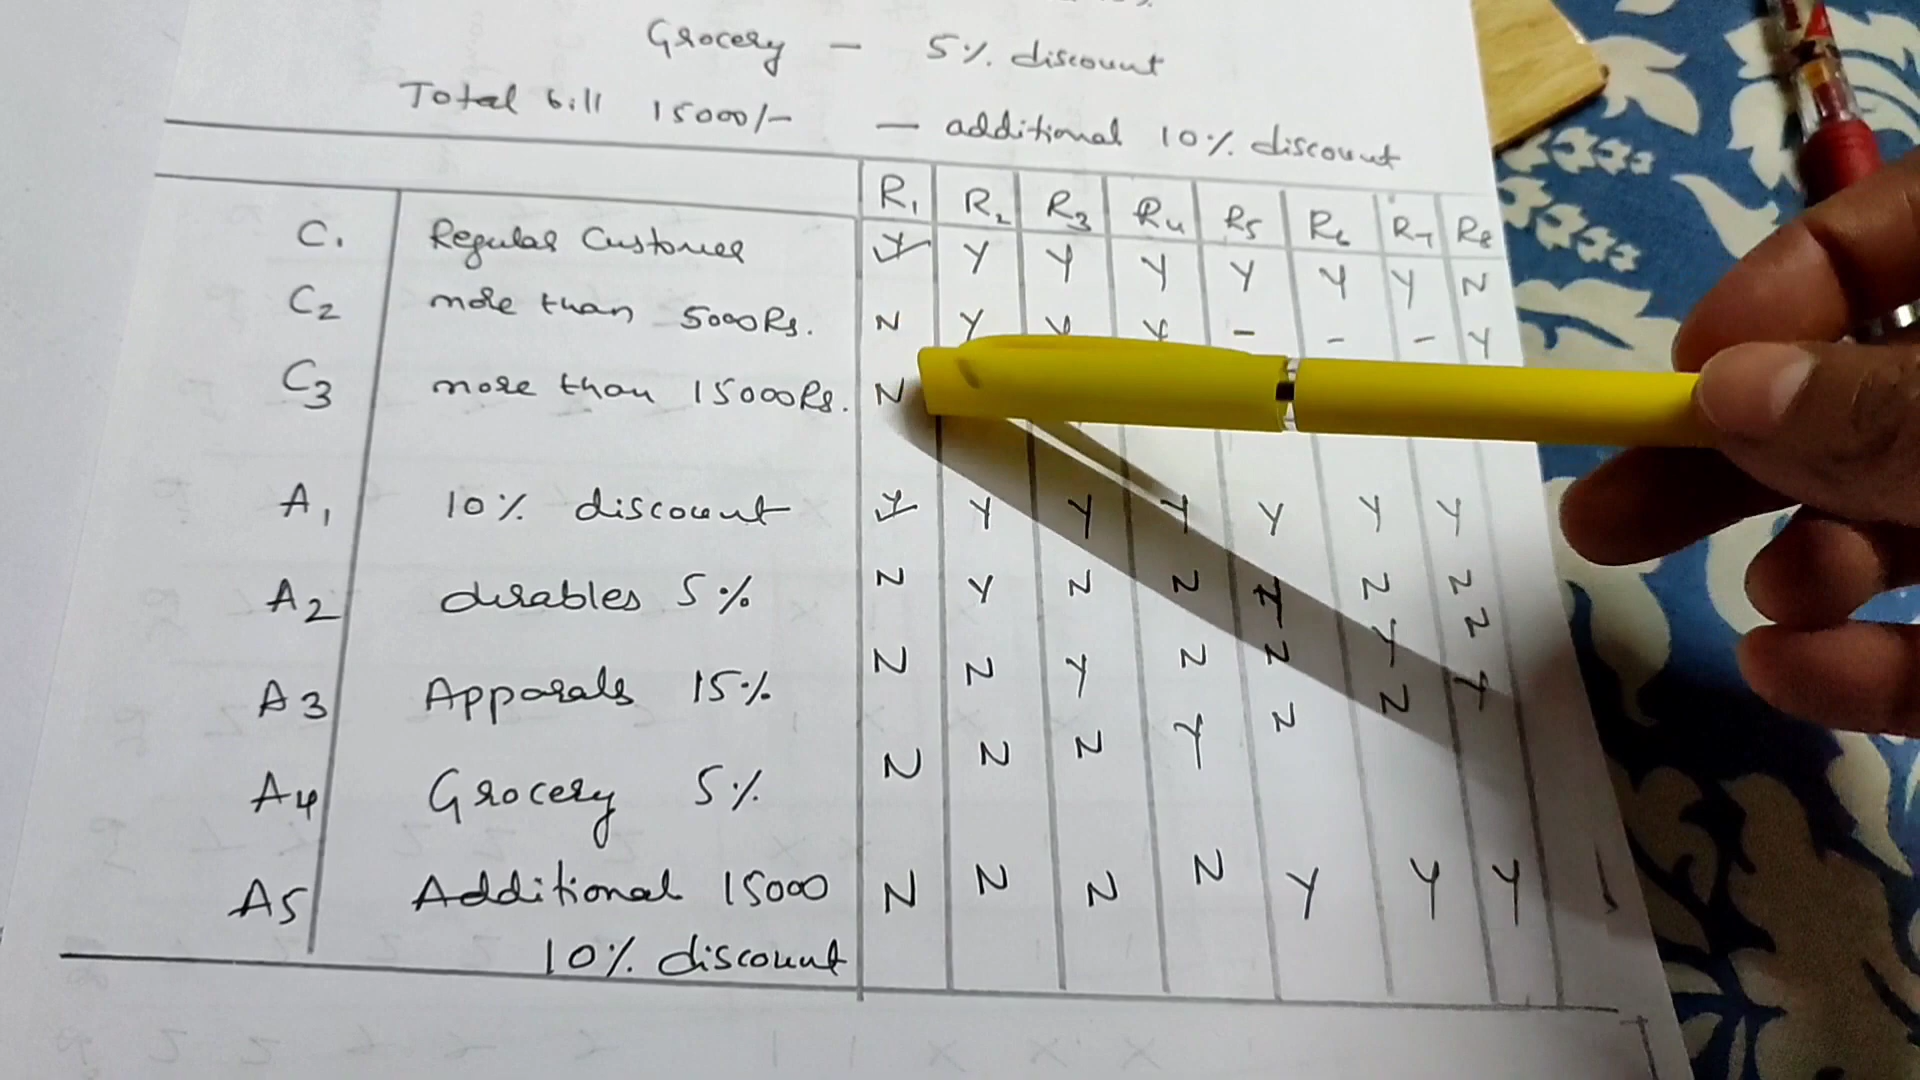 Grocery - 5% discount
Total bill 15000/- - additional 10% discount
R1 R2 R3 R4 R5 R6 R7 R8
C1 Regular Customer Y Y Y Y Y Y Y N
C2 more than 5000Rs. N Y Y Y - - - Y
C3 more than 15000Rs. N
A1 10% discount Y Y Y Y Y Y Y
A2 durables 5% N Y N N Y N N
A3 Apparals 15% N N Y N N Y N
A4 Grocery 5% N N N Y N N Y
A5 Additional 15000 N N N N Y Y Y
10% discount